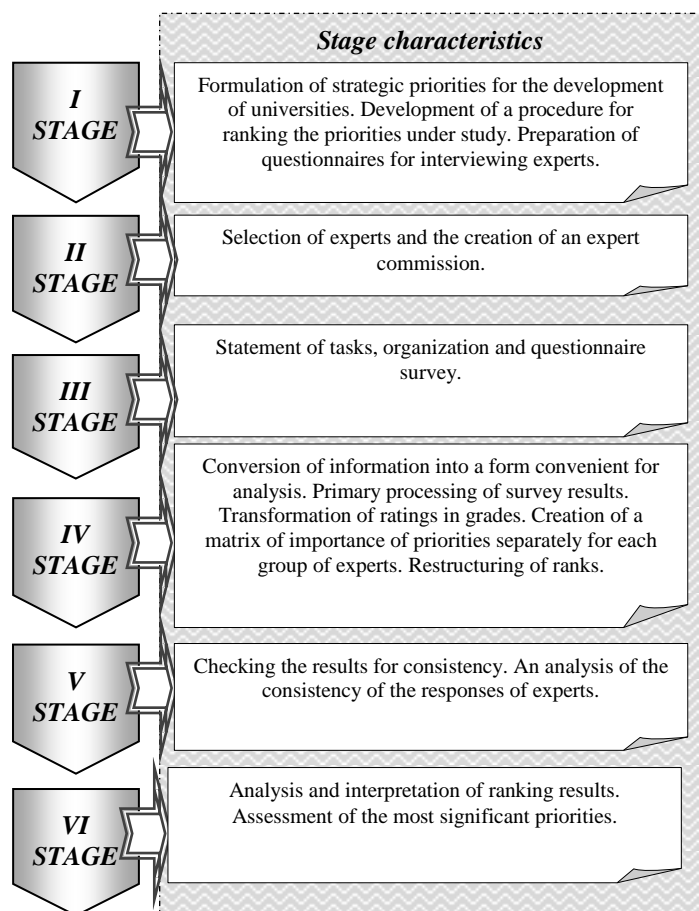 Stage characteristics
I
STAGE
Formulation of strategic priorities for the development
of universities. Development of a procedure for
ranking the priorities under study. Preparation of
questionnaires for interviewing experts.
II
STAGE
Selection of experts and the creation of an expert
commission.
III
STAGE
Statement of tasks, organization and questionnaire
survey.
IV
STAGE
Conversion of information into a form convenient for
analysis. Primary processing of survey results.
Transformation of ratings in grades. Creation of a
matrix of importance of priorities separately for each
group of experts. Restructuring of ranks.
V
STAGE
Checking the results for consistency. An analysis of the
consistency of the responses of experts.
VI
STAGE
Analysis and interpretation of ranking results.
Assessment of the most significant priorities.